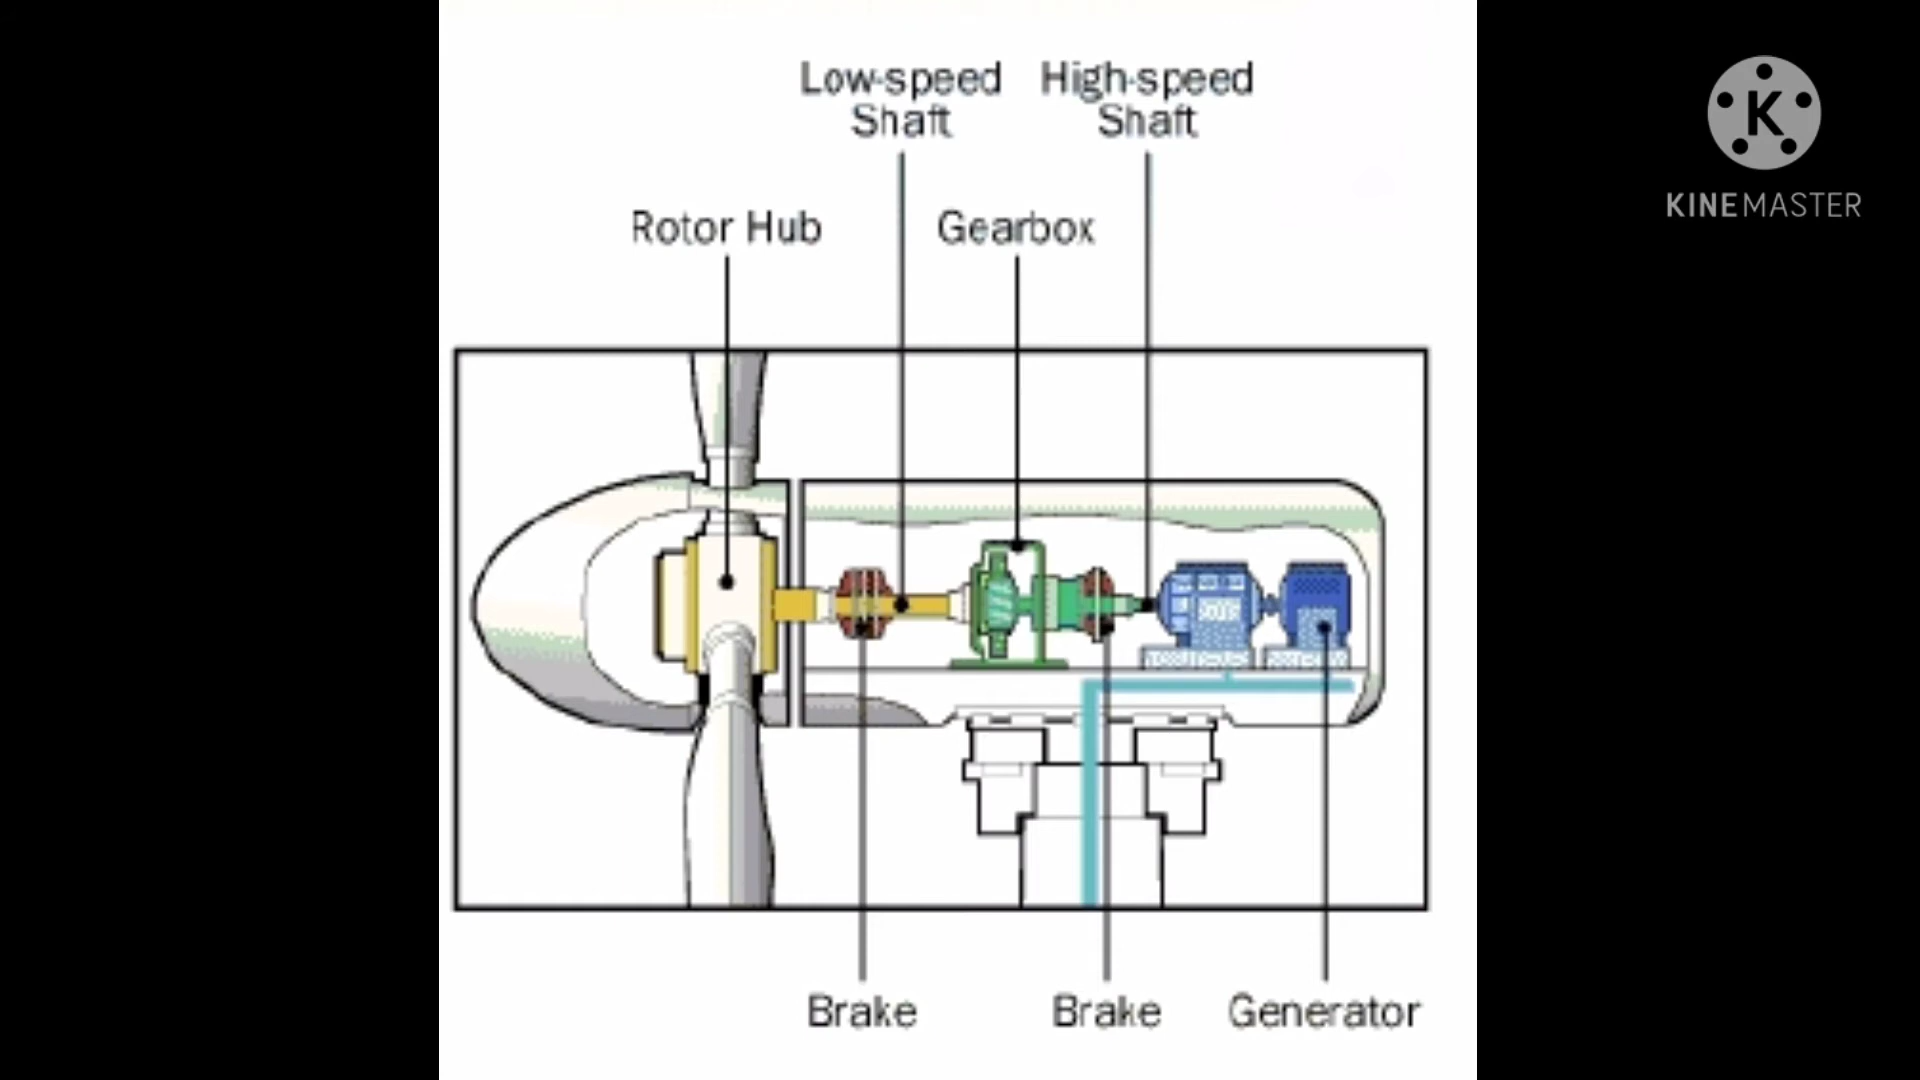 Low-speed
Shaft
High-speed
Shaft
Rotor Hub
Gearbox
Brake
Brake
Generator
K
KINEMASTER